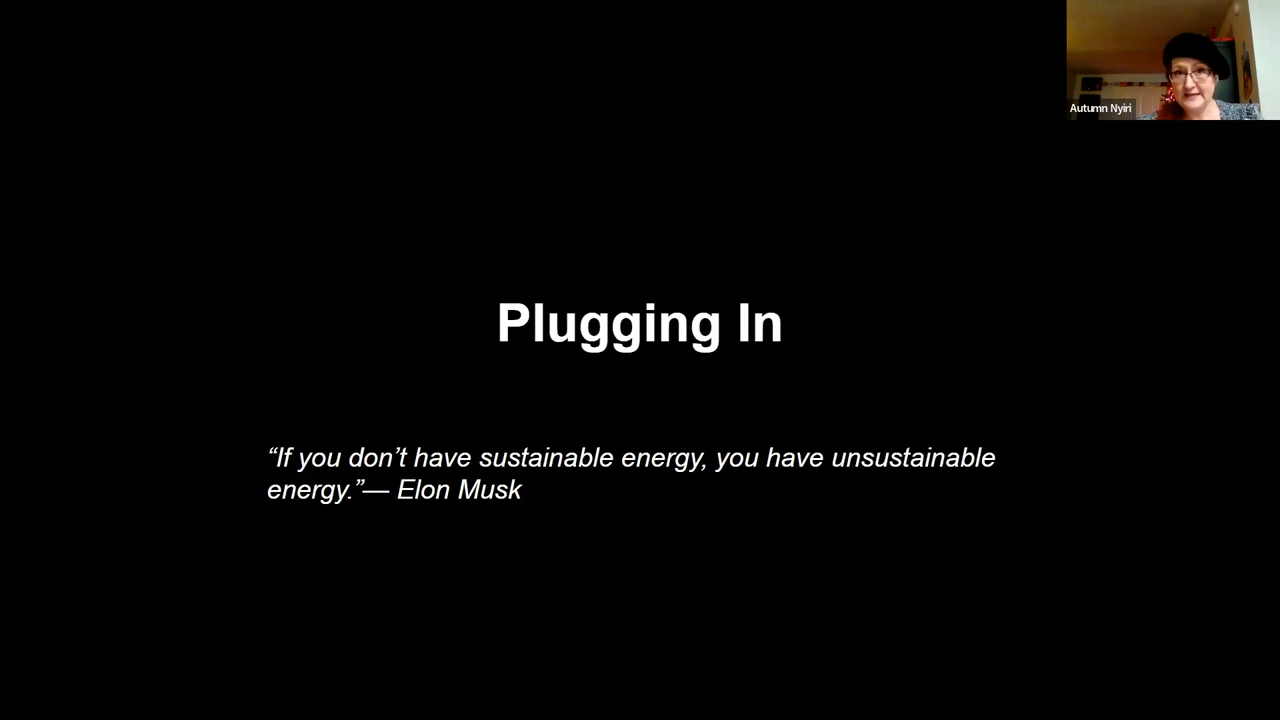 Autumn Nyiri
Plugging In
“If you don’t have sustainable energy, you have unsustainable
energy.”— Elon Musk